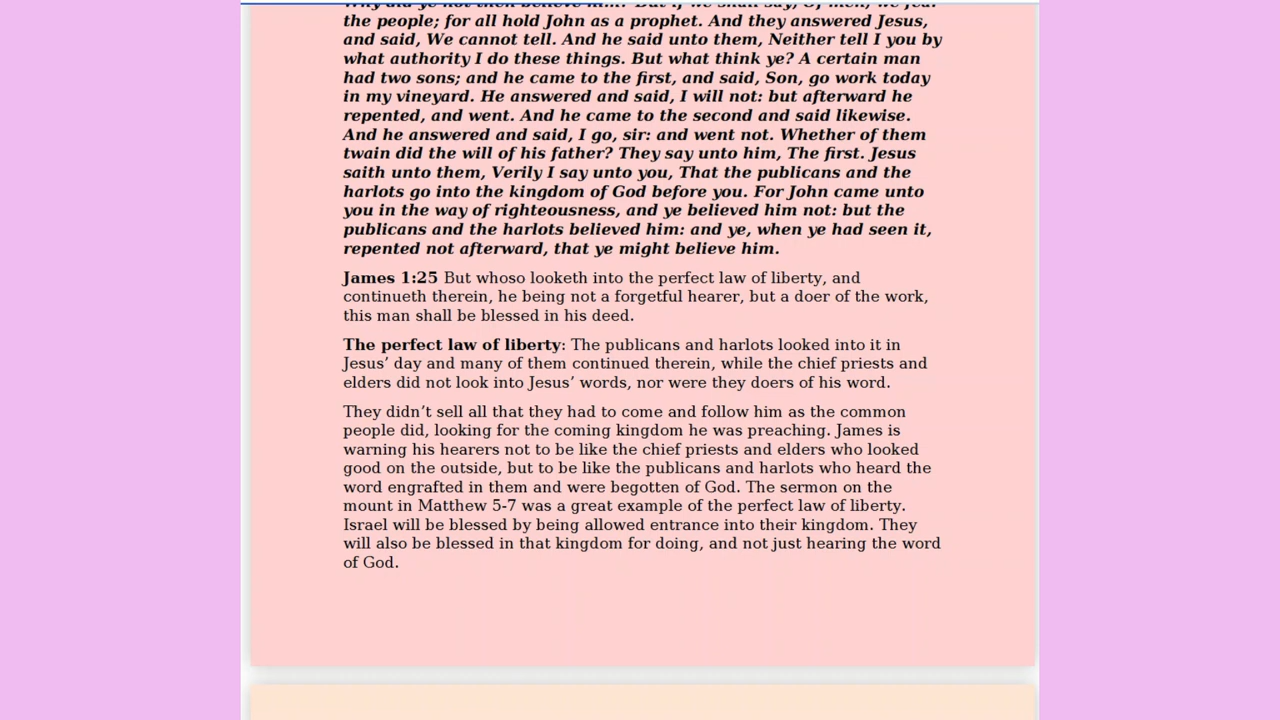 the people; for all hold John as a prophet. And they answered Jesus,
and said, We cannot tell. And he said unto them, Neither tell I you by
what authority I do these things. But what think ye? A certain man
had two sons; and he came to the first, and said, Son, go work today
in my vineyard. He answered and said, I will not: but afterward he
repented, and went. And he came to the second and said likewise.
And he answered and said, I go, sir: and went not. Whether of them
twain did the will of his father? They say unto him, The first. Jesus
saith unto them, Verily I say unto you, That the publicans and the
harlots go into the kingdom of God before you. For John came unto
you in the way of righteousness, and ye believed him not: but the
publicans and the harlots believed him: and ye, when ye had seen it,
repented not afterward, that ye might believe him.
James 1:25 But whoso looketh into the perfect law of liberty, and
continueth therein, he being not a forgetful hearer, but a doer of the work,
this man shall be blessed in his deed.
The perfect law of liberty: The publicans and harlots looked into it in
Jesus’ day and many of them continued therein, while the chief priests and
elders did not look into Jesus’ words, nor were they doers of his word.
They didn’t sell all that they had to come and follow him as the common
people did, looking for the coming kingdom he was preaching. James is
warning his hearers not to be like the chief priests and elders who looked
good on the outside, but to be like the publicans and harlots who heard the
word engrafted in them and were begotten of God. The sermon on the
mount in Matthew 5-7 was a great example of the perfect law of liberty.
Israel will be blessed by being allowed entrance into their kingdom. They
will also be blessed in that kingdom for doing, and not just hearing the word
of God.